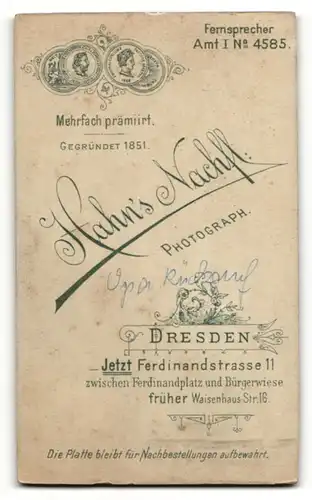 Fernsprecher
Amt I No 4585.
Mehrfach prämiirt.
Gegründet 1851.
Hahn's Nachfl.
Photograph.
Opa
Dresden
Jetzt Ferdinandstrasse 11
zwischen Ferdinandplatz und Bürgerwiese
früher Waisenhaus-Str. 16.
Die Platte bleibt für Nachbestellungen aufbewahrt.